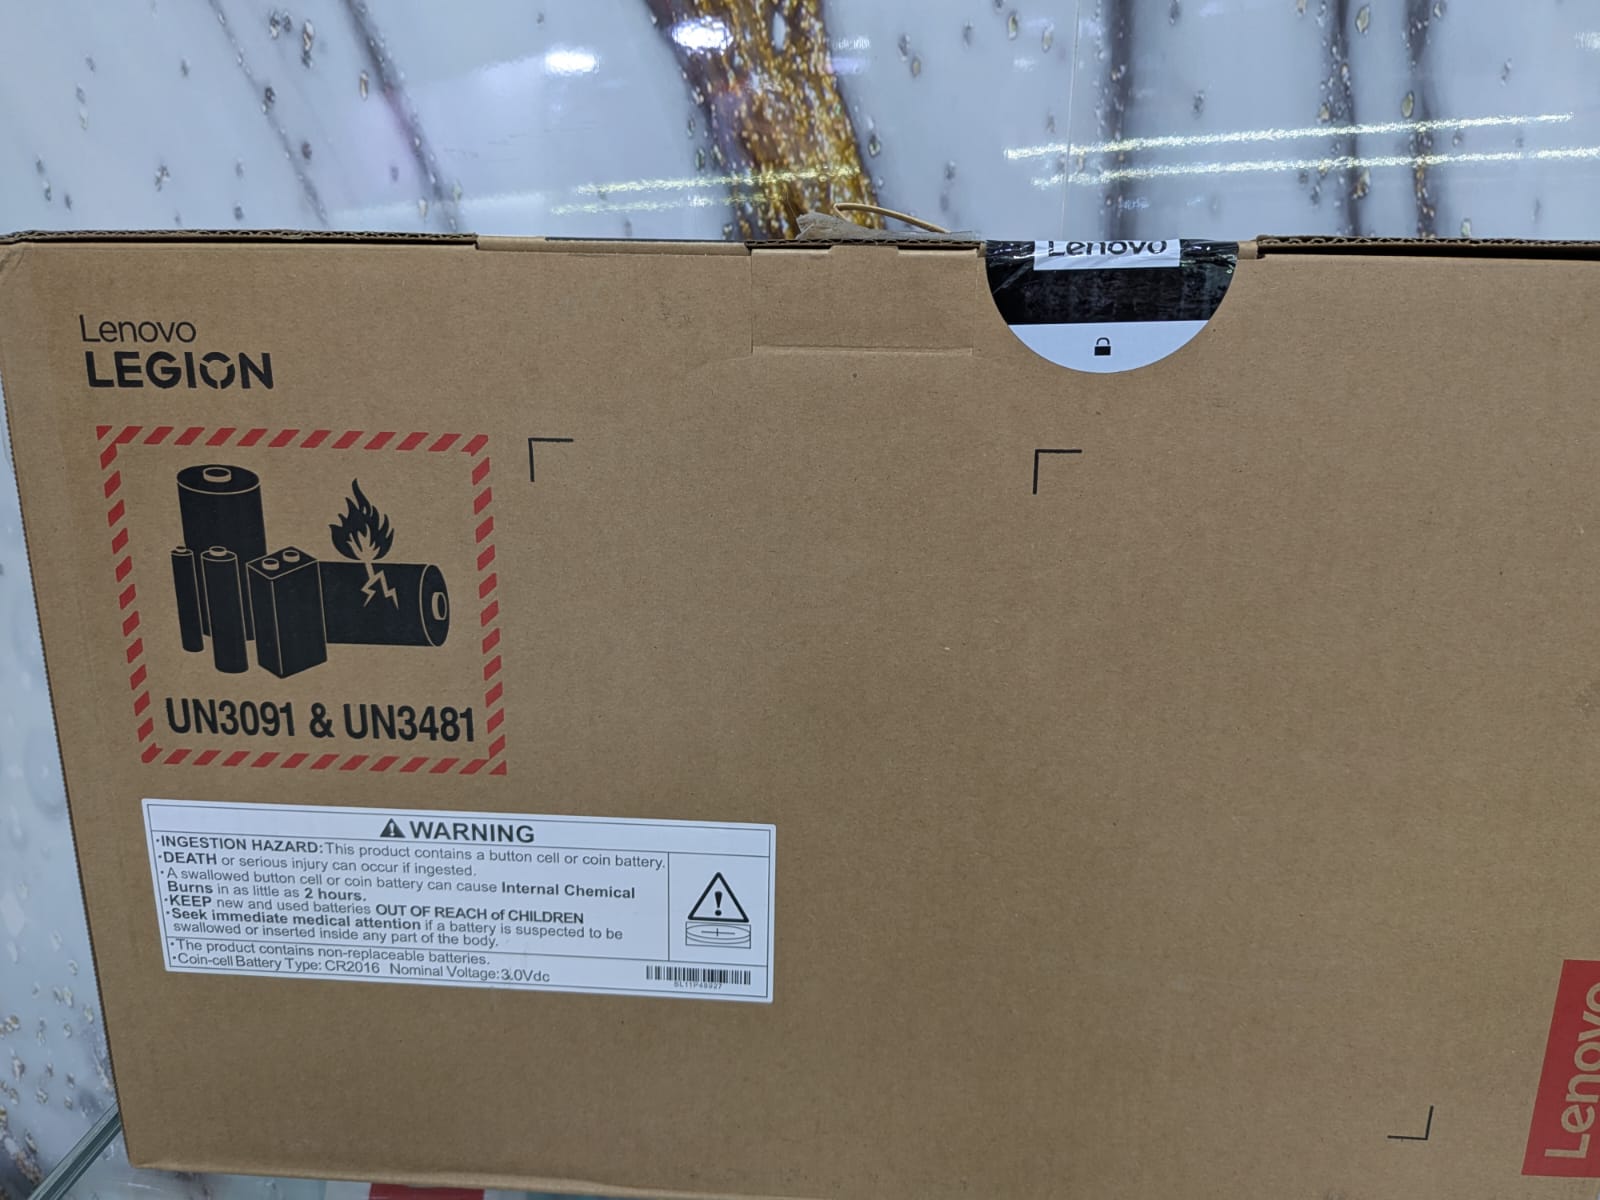 Lenovo
Lenovo
LEGION
UN3091 & UN3481
WARNING
·INGESTION HAZARD: This product contains a button cell or coin battery.
·DEATH or serious injury can occur if ingested.
·A swallowed button cell or coin battery can cause Internal Chemical
Burns in as little as 2 hours.
·KEEP new and used batteries OUT OF REACH of CHILDREN
·Seek immediate medical attention if a battery is suspected to be
swallowed or inserted inside any part of the body.
·The product contains non-replaceable batteries.
·Coin-cell Battery Type: CR2016 Nominal Voltage:3.0Vdc
SL11P48927
Lenovo